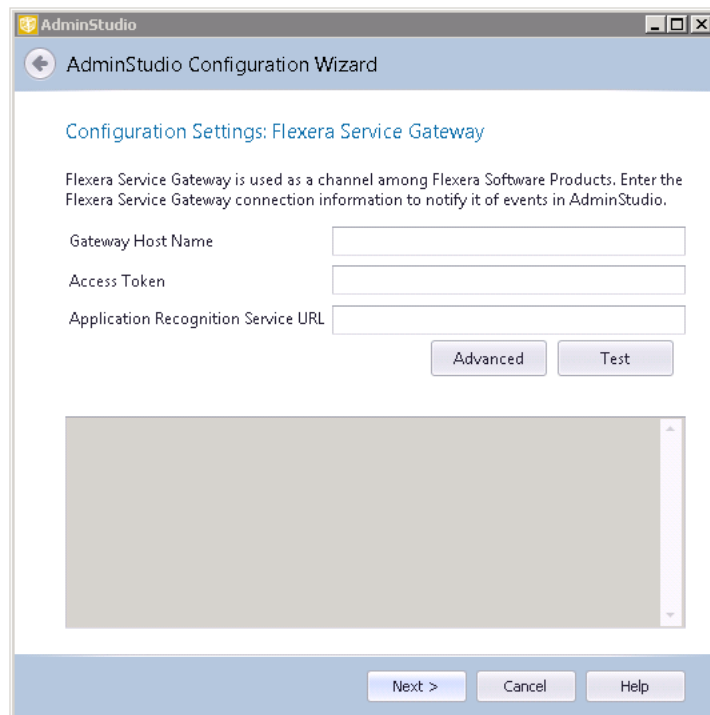 AdminStudio
AdminStudio Configuration Wizard
Configuration Settings: Flexera Service Gateway
Flexera Service Gateway is used as a channel among Flexera Software Products. Enter the
Flexera Service Gateway connection information to notify it of events in AdminStudio.
Gateway Host Name
Access Token
Application Recognition Service URL
Advanced Test
Next > Cancel Help